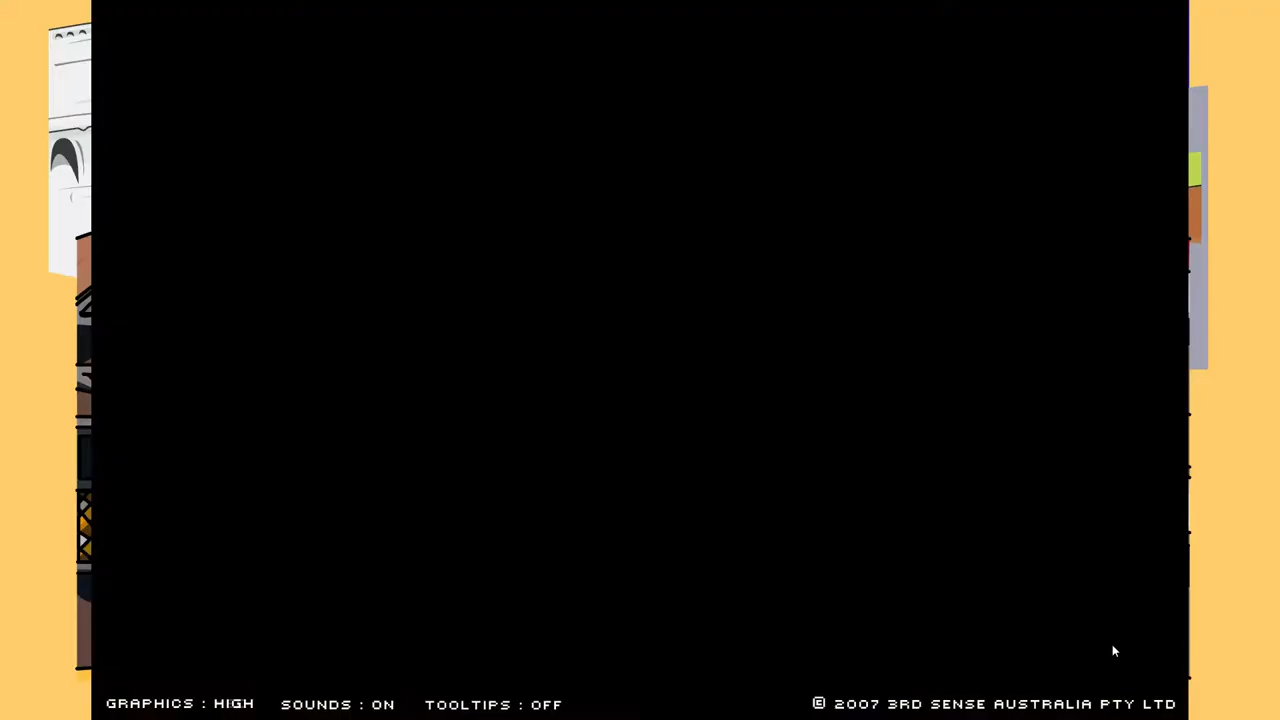 GRAPHICS : HIGH SOUNDS : ON TOOLTIPS : OFF © 2007 3RD SENSE AUSTRALIA PTY LTD